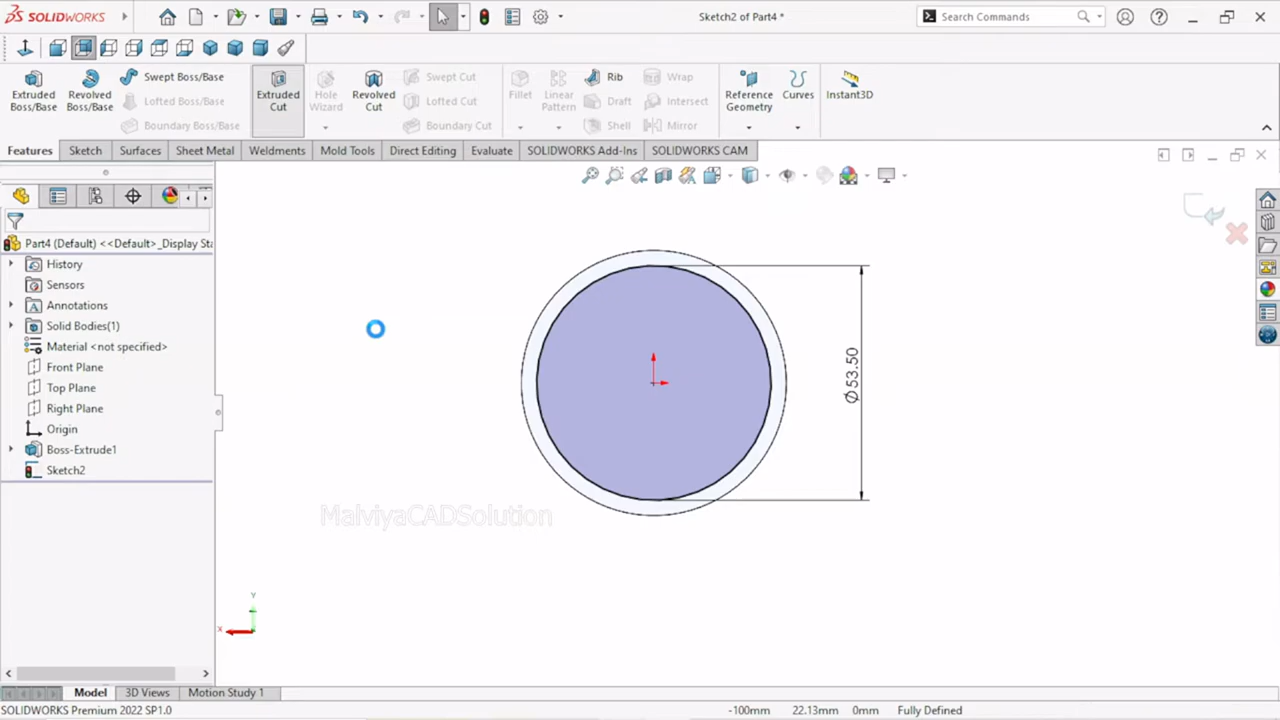 SOLIDWORKS
Sketch2 of Part4 *
Search Commands
Extruded Boss/Base
Revolved Boss/Base
Swept Boss/Base
Lofted Boss/Base
Boundary Boss/Base
Extruded Cut
Hole Wizard
Revolved Cut
Swept Cut
Lofted Cut
Boundary Cut
Fillet
Linear Pattern
Rib
Draft
Shell
Wrap
Intersect
Mirror
Reference Geometry
Curves
Instant3D
Features
Sketch
Surfaces
Sheet Metal
Weldments
Mold Tools
Direct Editing
Evaluate
SOLIDWORKS Add-Ins
SOLIDWORKS CAM
Part4 (Default) <<Default>_Display Sta
History
Sensors
Annotations
Solid Bodies(1)
Material <not specified>
Front Plane
Top Plane
Right Plane
Origin
Boss-Extrude1
Sketch2
Ø53.50
MalviyaCADSolution
Y
X
Model
3D Views
Motion Study 1
SOLIDWORKS Premium 2022 SP1.0
-100mm
22.13mm
0mm
Fully Defined